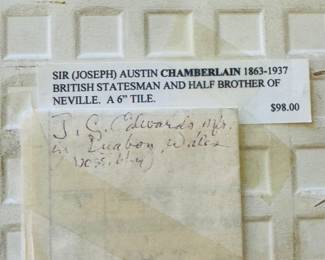 SIR (JOSEPH) AUSTIN CHAMBERLAIN 1863-1937
BRITISH STATESMAN AND HALF BROTHER OF
NEVILLE. A 6" TILE.
$98.00
J. C. Edwards Mfr.
in Ruabon, Wales